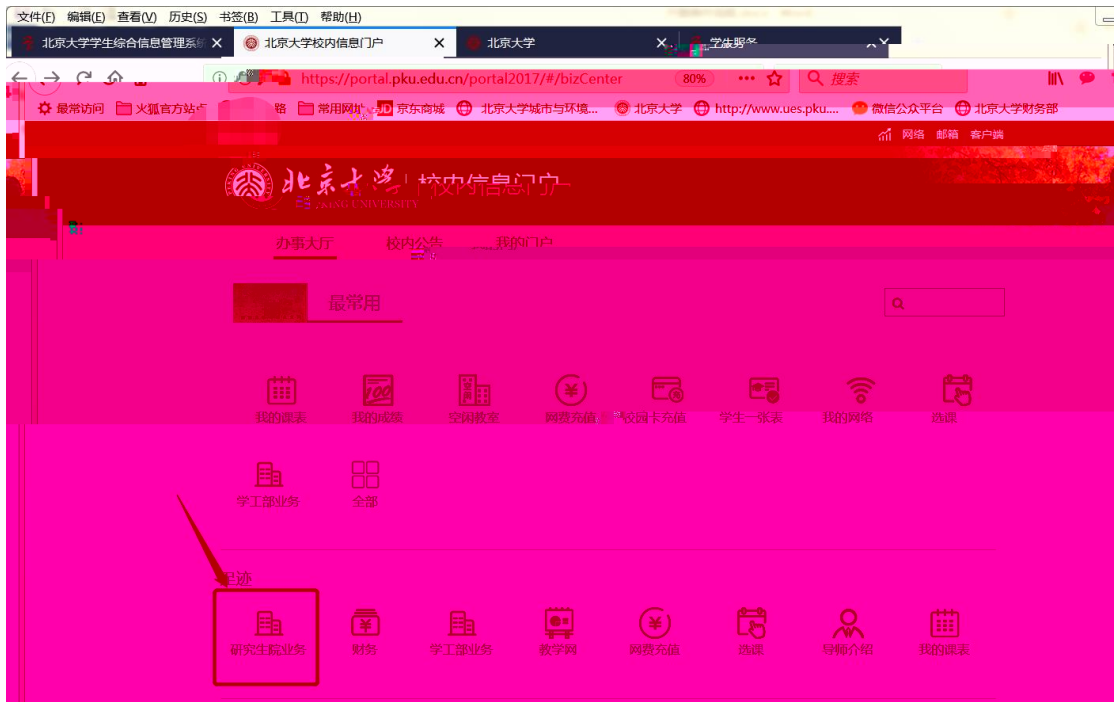 文件(F) 编辑(E) 查看(V) 历史(S) 书签(B) 工具(T) 帮助(H)
北京大学学生综合信息管理系统 北京大学校内信息门户 北京大学
https://portal.pku.edu.cn/portal2017/#/bizCenter 80% 搜索
最常访问 火狐官方站点 常用网址 JD 京东商城 北京大学城市与环境... 北京大学 http://www.ues.pku.... 微信公众平台 北京大学财务部
网络 邮箱 客户端
北京大学 校内信息门户
办事大厅 校内公告 我的门户
最常用
我的课表 我的成绩 空闲教室 网费充值 校园卡充值 学生一张表 我的网络 选课
学工部业务 全部
足迹
研究生院业务 财务 学工部业务 教学网 网费充值 选课 导师介绍 我的课表